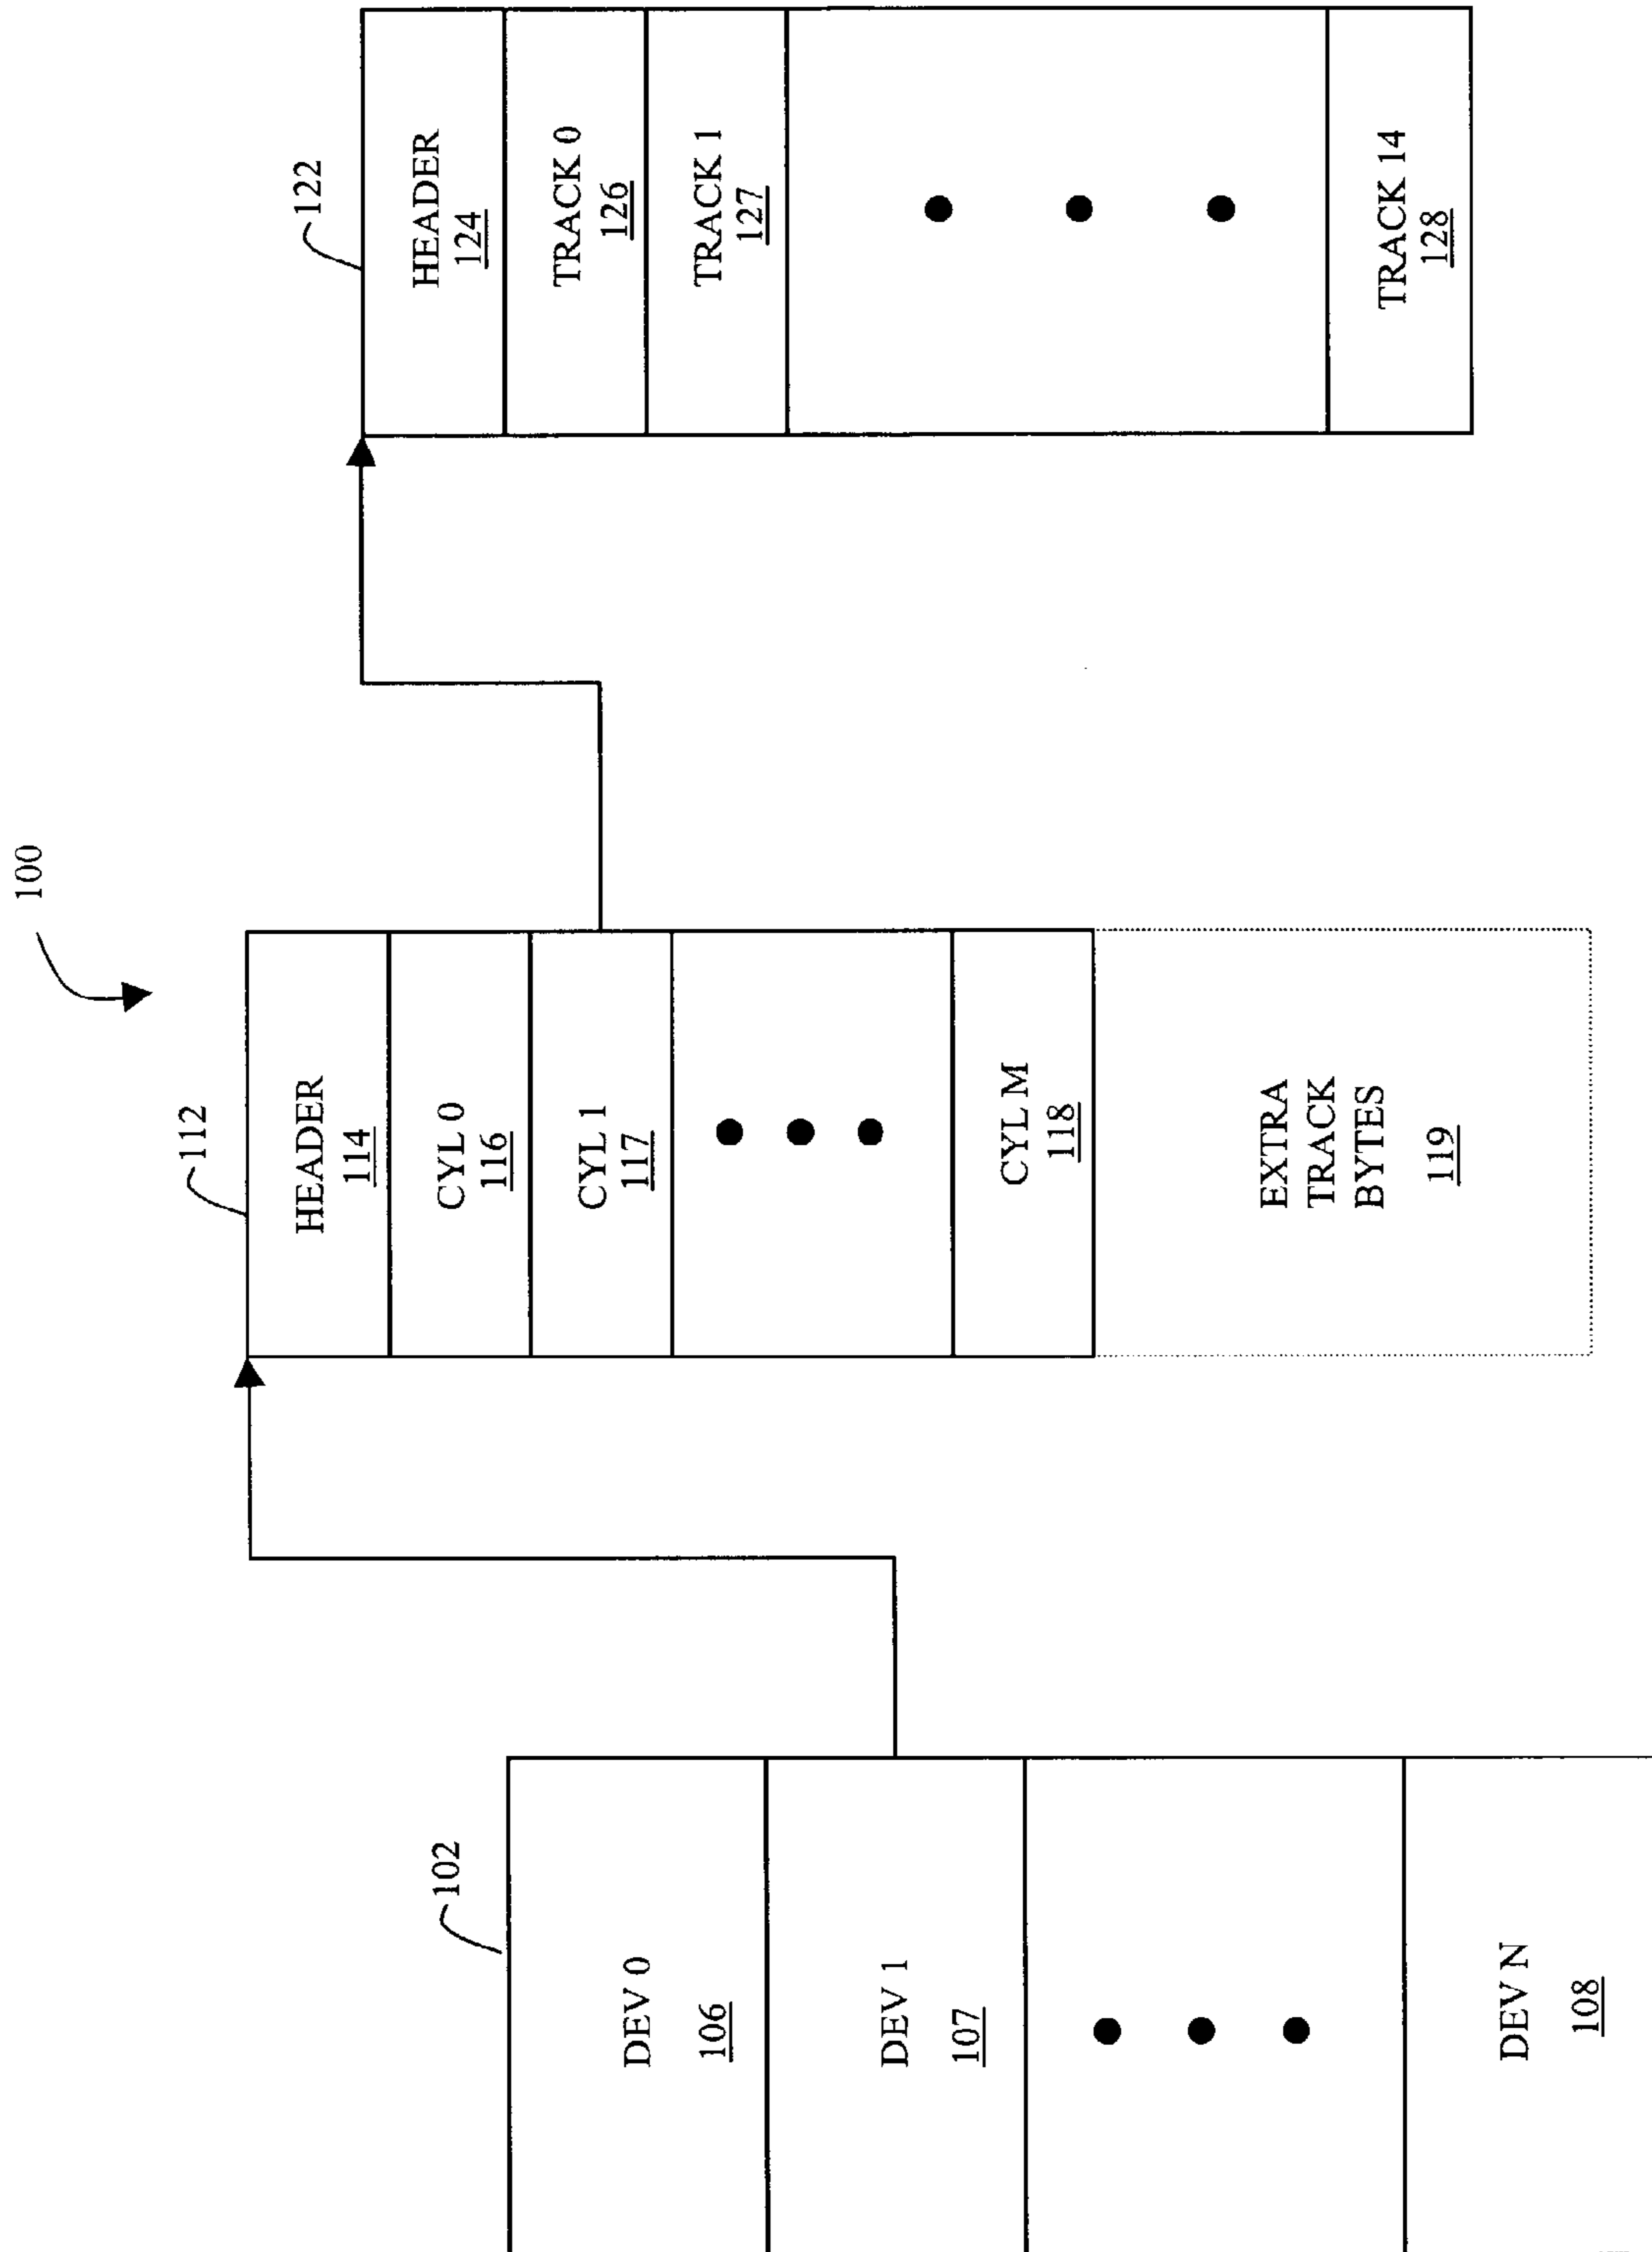 100
102
DEV 0
106
DEV 1
107
DEV N
108
112
HEADER
114
CYL 0
116
CYL 1
117
CYL M
118
EXTRA
TRACK
BYTES
119
122
HEADER
124
TRACK 0
126
TRACK 1
127
TRACK 14
128